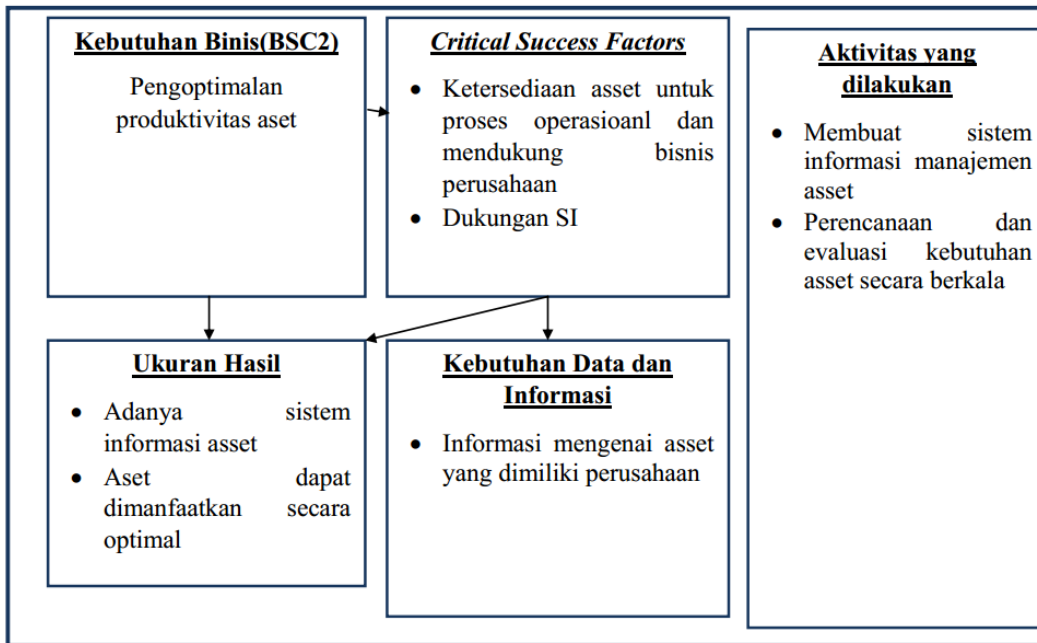 Kebutuhan Binis(BSC2)
Pengoptimalan
produktivitas aset
Critical Success Factors
• Ketersediaan asset untuk
proses operasioanl dan
mendukung bisnis
perusahaan
• Dukungan SI
Aktivitas yang
dilakukan
• Membuat sistem
informasi manajemen
asset
• Perencanaan dan
evaluasi kebutuhan
asset secara berkala
Ukuran Hasil
• Adanya sistem
informasi asset
• Aset dapat
dimanfaatkan secara
optimal
Kebutuhan Data dan
Informasi
• Informasi mengenai asset
yang dimiliki perusahaan